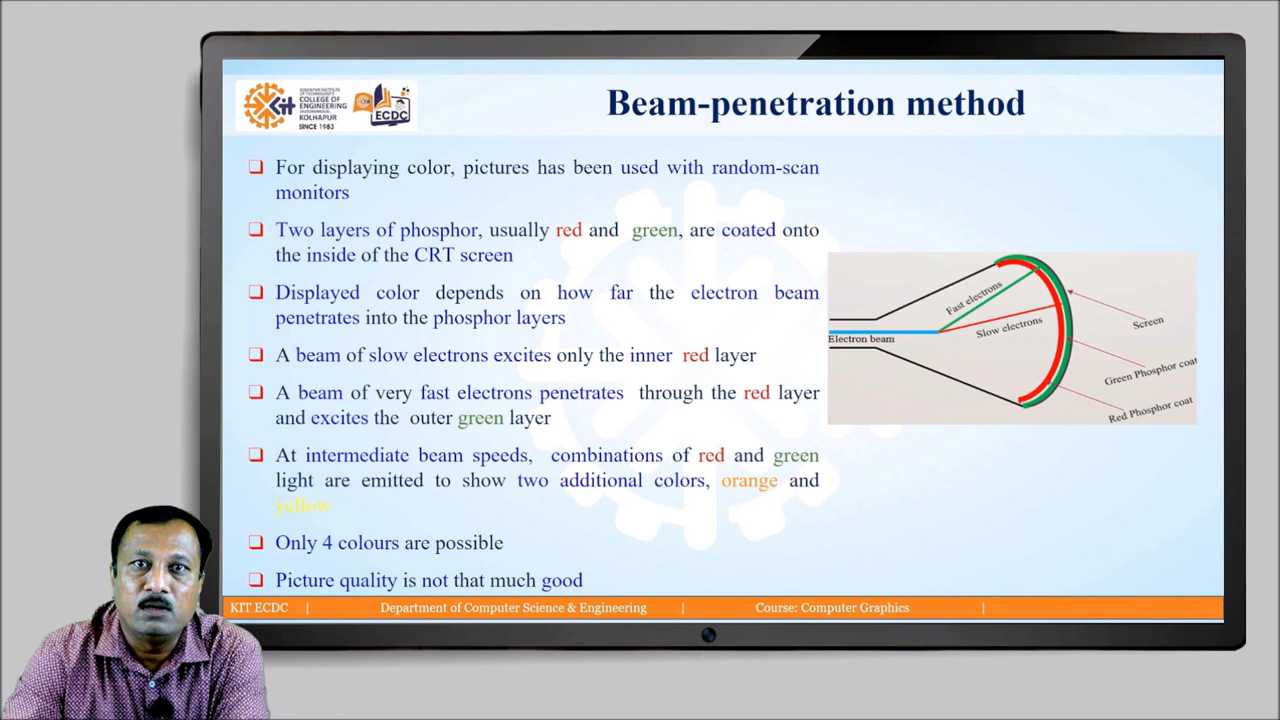 KOLHAPUR INSTITUTE
OF TECHNOLOGY'S
COLLEGE OF
ENGINEERING
(AUTONOMOUS),
KOLHAPUR
SINCE 1983
Kit
ECDC
Beam-penetration method
For displaying color, pictures has been used with random-scan
monitors
Two layers of phosphor, usually red and green, are coated onto
the inside of the CRT screen
Displayed color depends on how far the electron beam
penetrates into the phosphor layers
A beam of slow electrons excites only the inner red layer
A beam of very fast electrons penetrates through the red layer
and excites the outer green layer
At intermediate beam speeds, combinations of red and green
light are emitted to show two additional colors, orange and
yellow
Only 4 colours are possible
Picture quality is not that much good
Fast electrons
Slow electrons
Electron beam
Screen
Green Phosphor coat
Red Phosphor coat
KIT ECDC | Department of Computer Science & Engineering | Course: Computer Graphics |